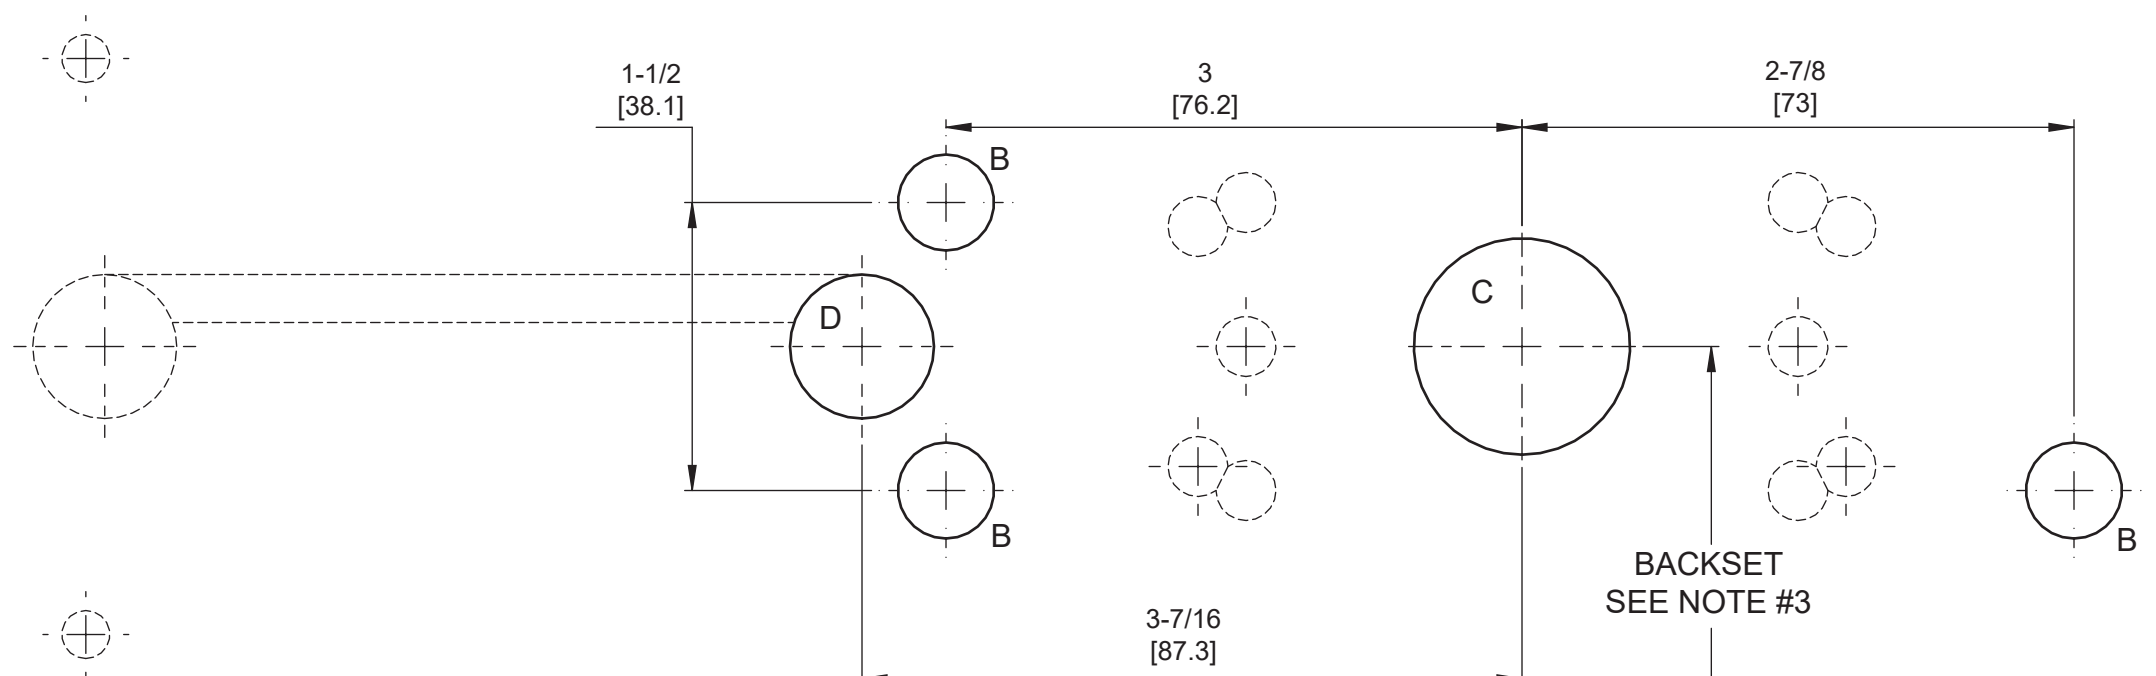 1-1/2
[38.1]
3
[76.2]
2-7/8
[73]
B
C
D
B
B
BACKSET
SEE NOTE #3
3-7/16
[87.3]